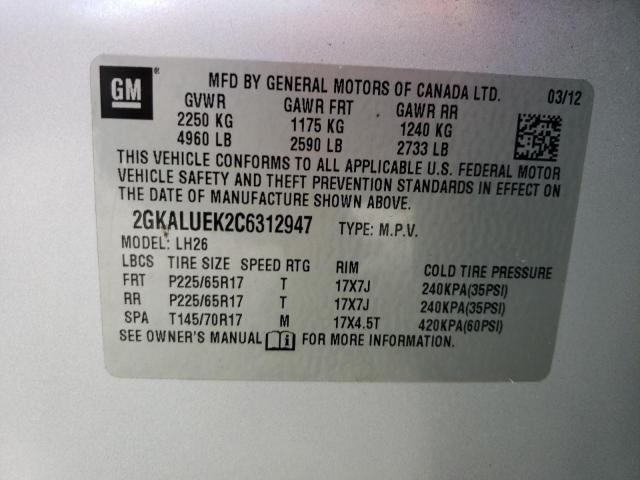 GM ® MFD BY GENERAL MOTORS OF CANADA LTD. 03/12
GVWR GAWR FRT GAWR RR
2250 KG 1175 KG 1240 KG
4960 LB 2590 LB 2733 LB
THIS VEHICLE CONFORMS TO ALL APPLICABLE U.S. FEDERAL MOTOR
VEHICLE SAFETY AND THEFT PREVENTION STANDARDS IN EFFECT ON
THE DATE OF MANUFACTURE SHOWN ABOVE.
2GKALUEK2C6312947 TYPE: M.P.V.
MODEL: LH26
LBCS TIRE SIZE SPEED RTG RIM COLD TIRE PRESSURE
FRT P225/65R17 T 17X7J 240KPA(35PSI)
RR P225/65R17 T 17X7J 240KPA(35PSI)
SPA T145/70R17 M 17X4.5T 420KPA(60PSI)
SEE OWNER'S MANUAL i FOR MORE INFORMATION.